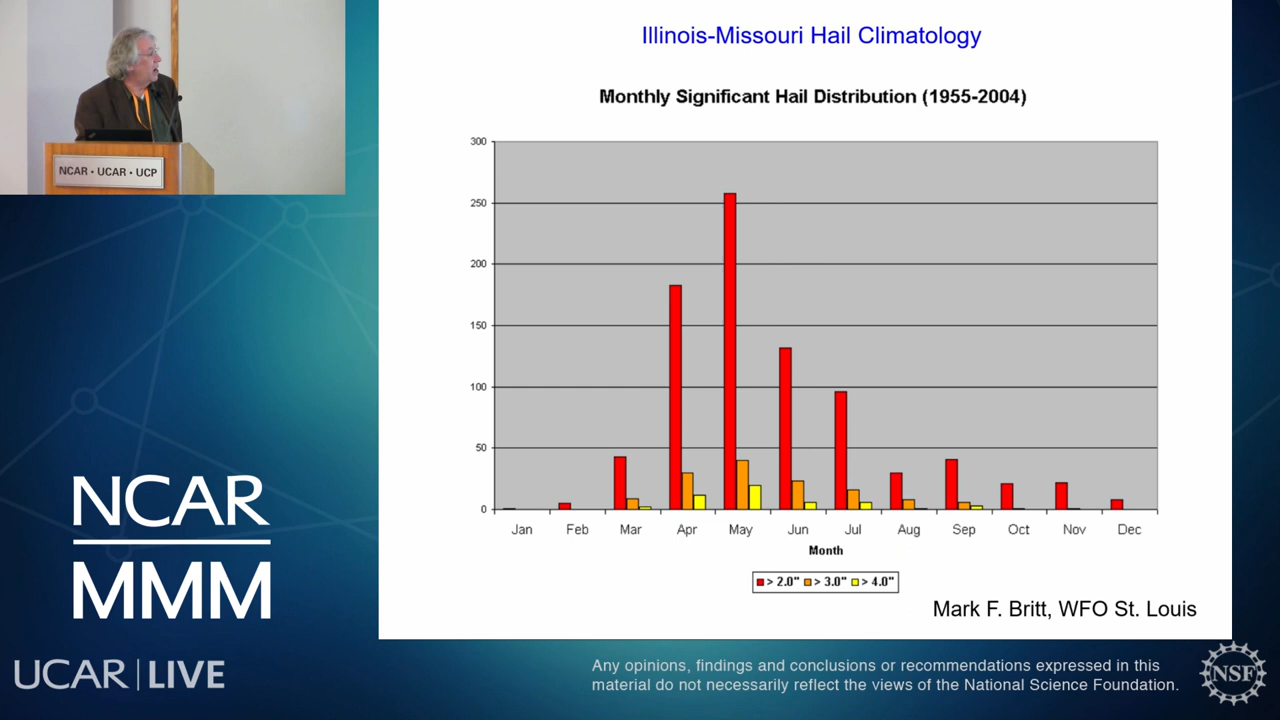 Illinois-Missouri Hail Climatology
Monthly Significant Hail Distribution (1955-2004)
NCAR • UCAR • UCP
300
250
200
150
100
50
0
Jan Feb Mar Apr May Jun Jul Aug Sep Oct Nov Dec
Month
> 2.0" > 3.0" > 4.0"
Mark F. Britt, WFO St. Louis
NCAR
MMM
UCAR | LIVE
Any opinions, findings and conclusions or recommendations expressed in this
material do not necessarily reflect the views of the National Science Foundation.
NSF